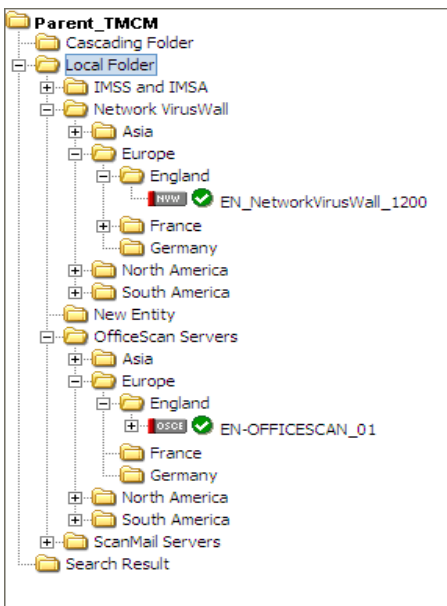 Parent_TMCM
Cascading Folder
Local Folder
IMSS and IMSA
Network VirusWall
Asia
Europe
England
NVW EN_NetworkVirusWall_1200
France
Germany
North America
South America
New Entity
OfficeScan Servers
Asia
Europe
England
OSCE EN-OFFICESCAN_01
France
Germany
North America
South America
ScanMail Servers
Search Result